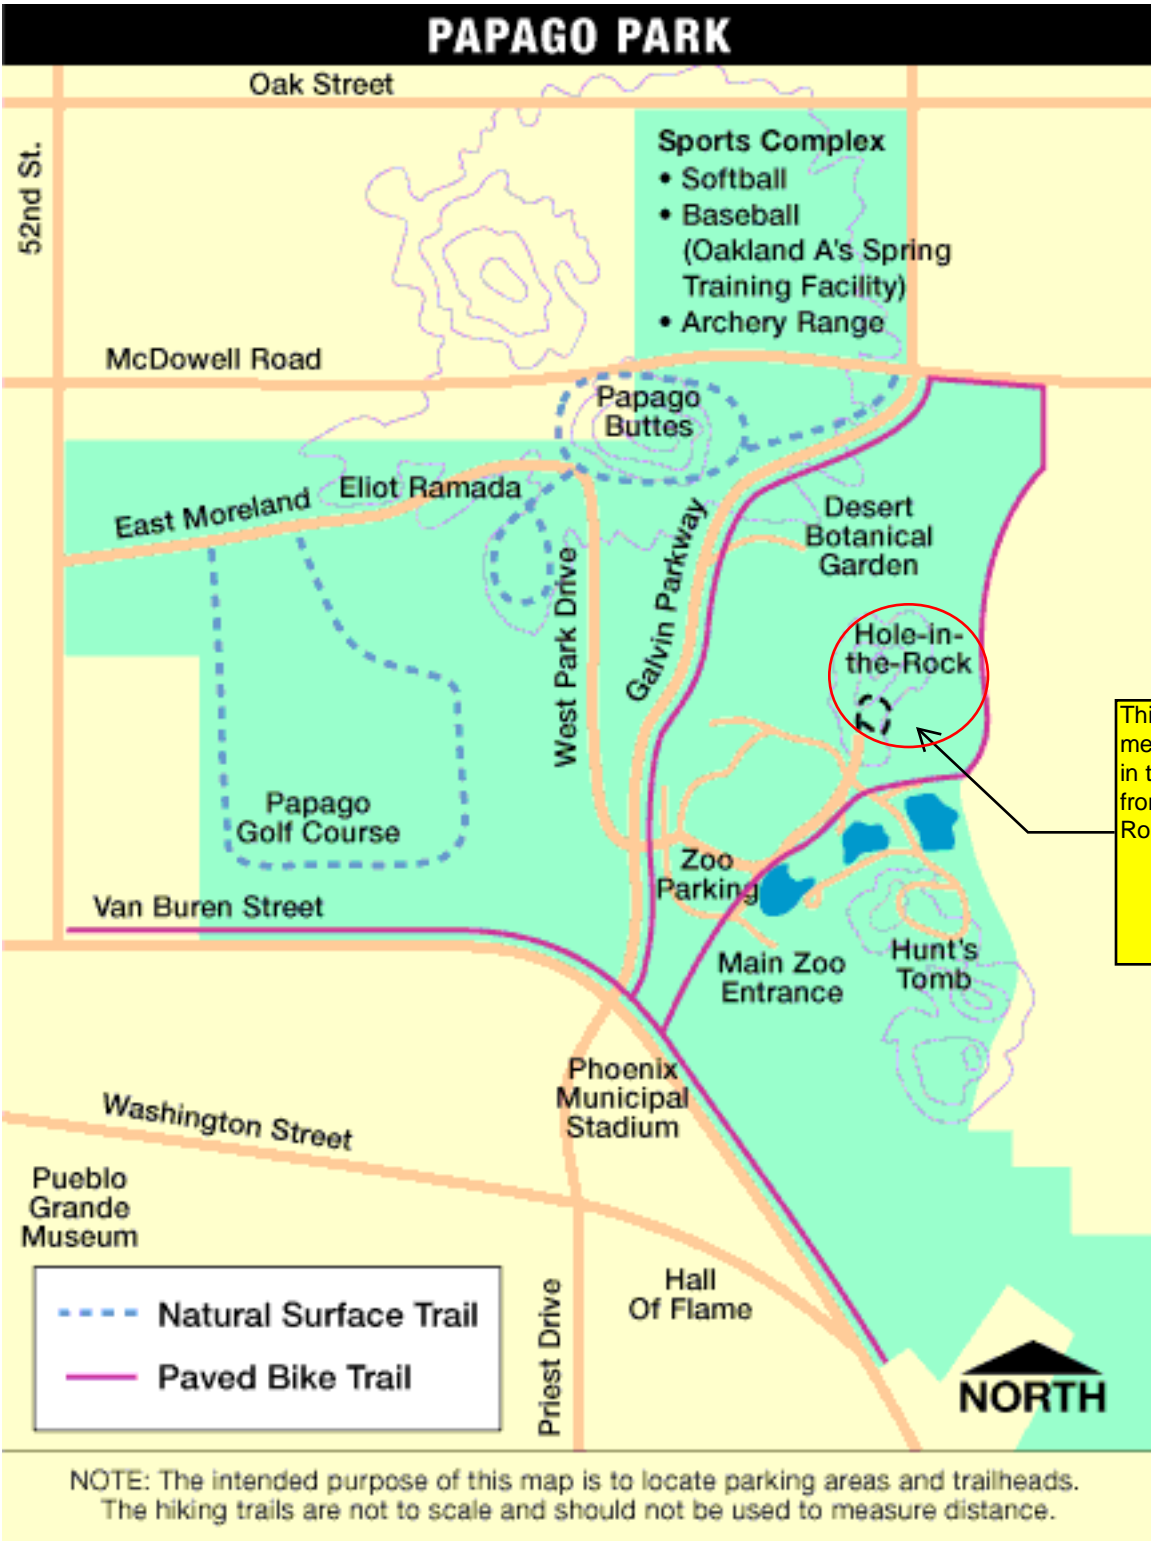 PAPAGO PARK
Oak Street
52nd St.
Sports Complex
• Softball
• Baseball
(Oakland A's Spring
Training Facility)
• Archery Range
McDowell Road
Papago
Buttes
Eliot Ramada
East Moreland
Desert
Botanical
Garden
Galvin Parkway
West Park Drive
Hole-in-
the-Rock
Papago
Golf Course
Zoo
Parking
Van Buren Street
Main Zoo
Entrance
Hunt's
Tomb
Phoenix
Municipal
Stadium
Washington Street
Pueblo
Grande
Museum
Hall
Of Flame
Priest Drive
Natural Surface Trail
Paved Bike Trail
NORTH
NOTE: The intended purpose of this map is to locate parking areas and trailheads.
The hiking trails are not to scale and should not be used to measure distance.